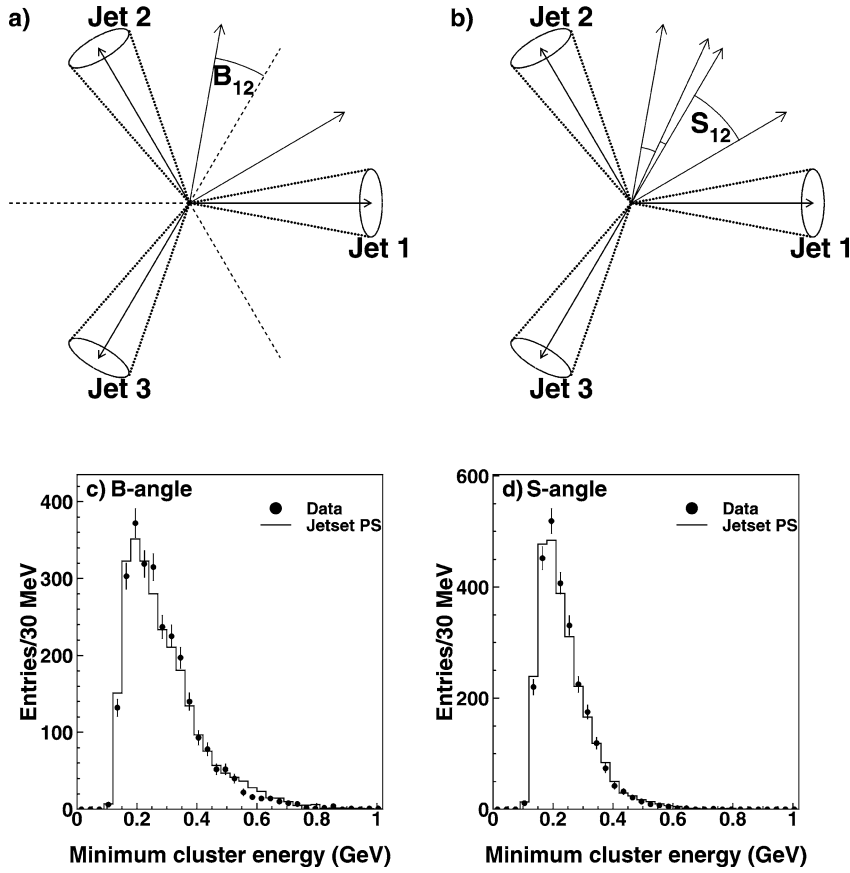 a)
Jet 2
B12
Jet 1
Jet 3
b)
Jet 2
S12
Jet 1
Jet 3
c) B-angle
Data
Jetset PS
Entries/30 MeV
400
300
200
100
0
0 0.2 0.4 0.6 0.8 1
Minimum cluster energy (GeV)
d) S-angle
Data
Jetset PS
Entries/30 MeV
600
400
200
0
0 0.2 0.4 0.6 0.8 1
Minimum cluster energy (GeV)